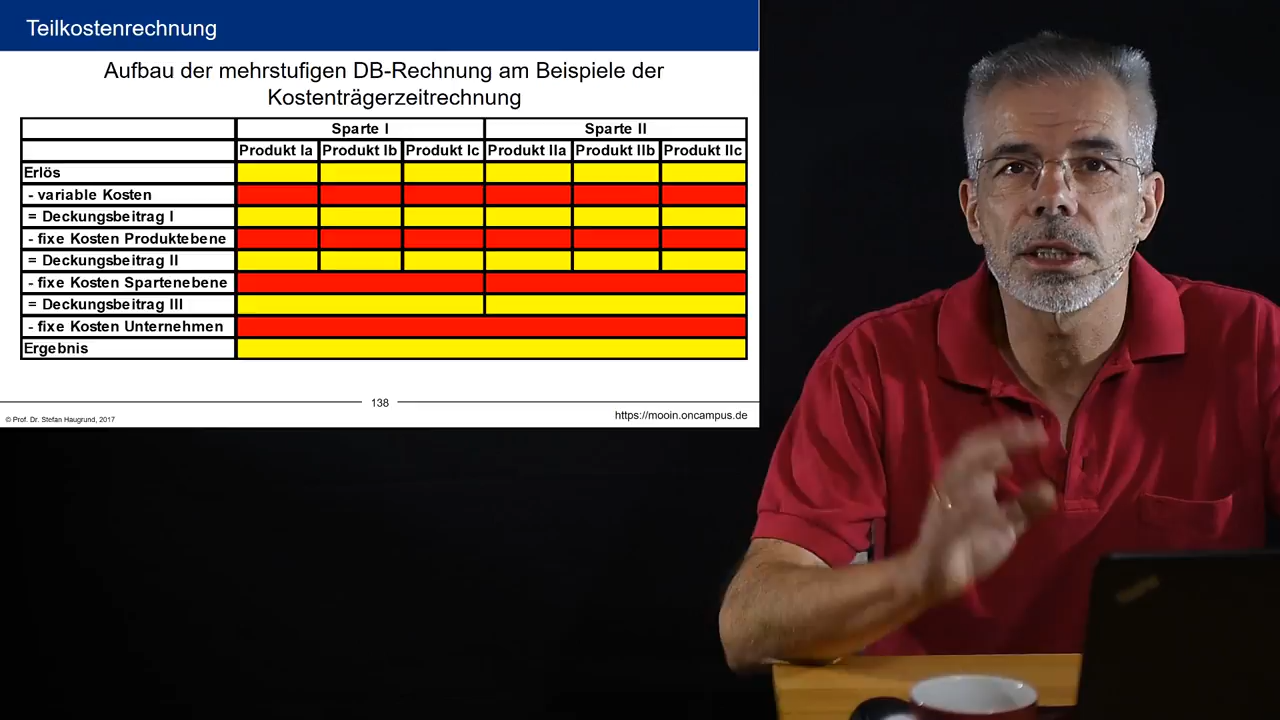 Teilkostenrechnung
Aufbau der mehrstufigen DB-Rechnung am Beispiele der
Kostenträgerzeitrechnung
Sparte I Sparte II
Produkt Ia Produkt Ib Produkt Ic Produkt IIa Produkt IIb Produkt IIc
Erlös
- variable Kosten
= Deckungsbeitrag I
- fixe Kosten Produktebene
= Deckungsbeitrag II
- fixe Kosten Spartenebene
= Deckungsbeitrag III
- fixe Kosten Unternehmen
Ergebnis
138
© Prof. Dr. Stefan Haugrund, 2017
https://mooin.oncampus.de